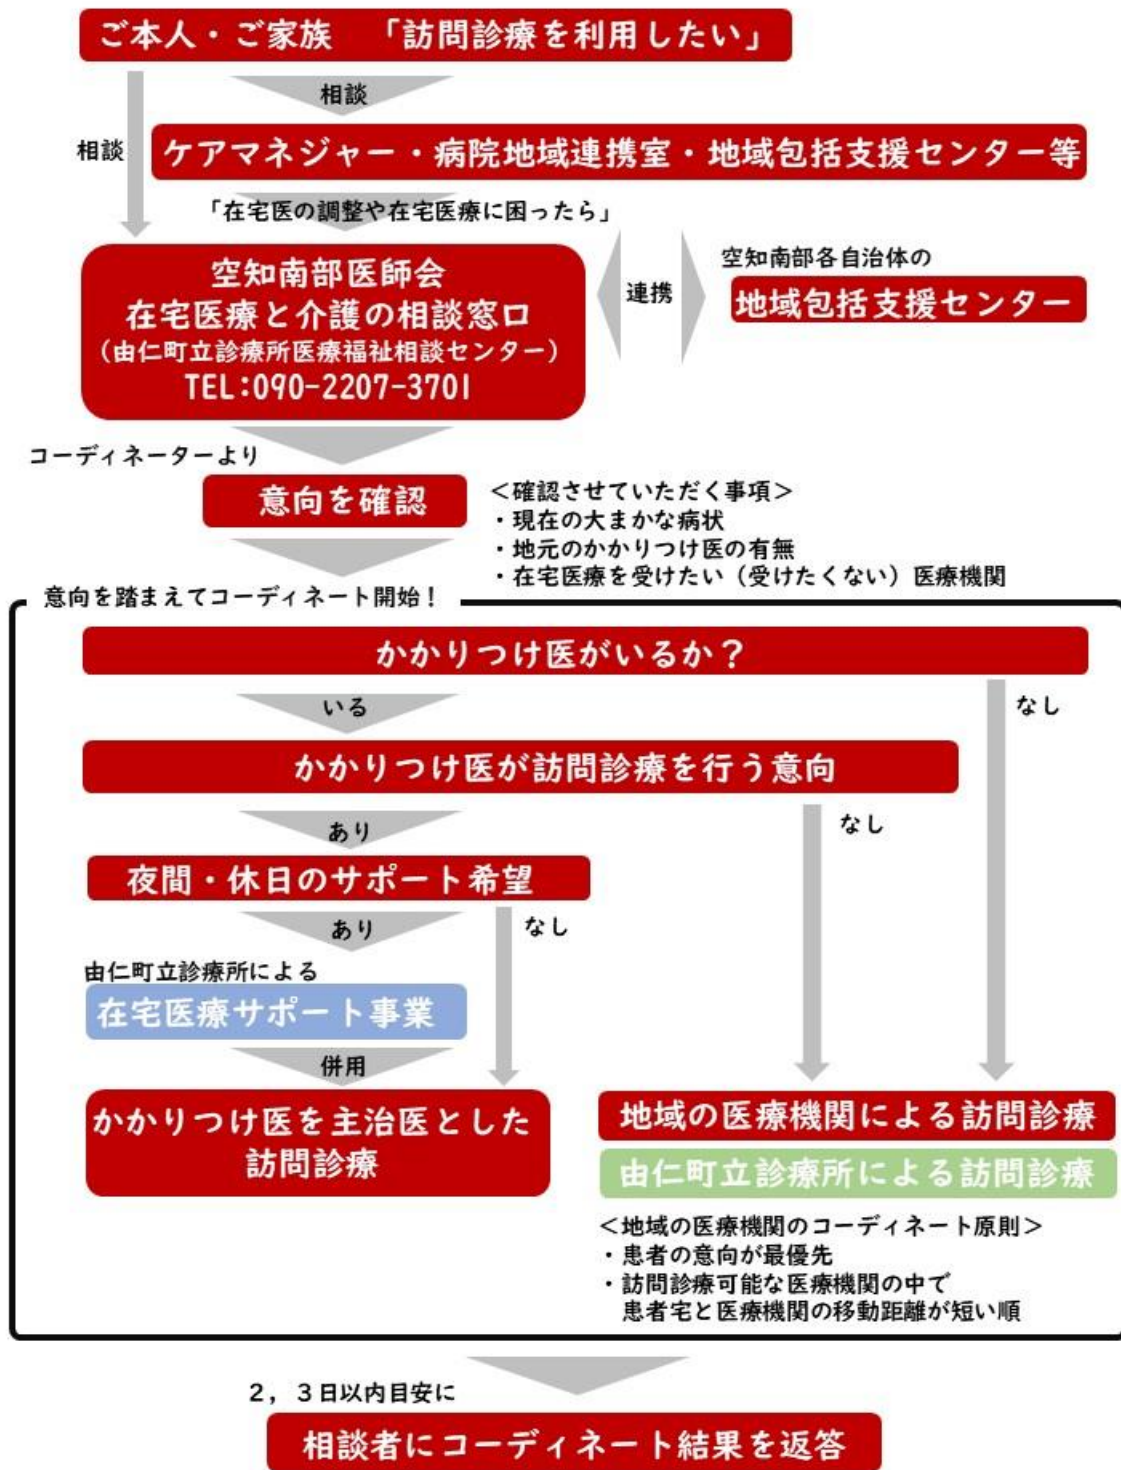 ご本人・ご家族　「訪問診療を利用したい」
相談
相談
ケアマネジャー・病院地域連携室・地域包括支援センター等
「在宅医の調整や在宅医療に困ったら」
空知南部医師会
在宅医療と介護の相談窓口
（由仁町立診療所医療福祉相談センター）
TEL:090-2207-3701
連携
空知南部各自治体の
地域包括支援センター
コーディネーターより
意向を確認
＜確認させていただく事項＞
・現在の大まかな病状
・地元のかかりつけ医の有無
・在宅医療を受けたい（受けたくない）医療機関
意向を踏まえてコーディネート開始！
かかりつけ医がいるか？
いる
なし
かかりつけ医が訪問診療を行う意向
あり
なし
夜間・休日のサポート希望
あり
なし
由仁町立診療所による
在宅医療サポート事業
併用
かかりつけ医を主治医とした
訪問診療
地域の医療機関による訪問診療
由仁町立診療所による訪問診療
＜地域の医療機関のコーディネート原則＞
・患者の意向が最優先
・訪問診療可能な医療機関の中で
患者宅と医療機関の移動距離が短い順
２，３日以内目安に
相談者にコーディネート結果を返答